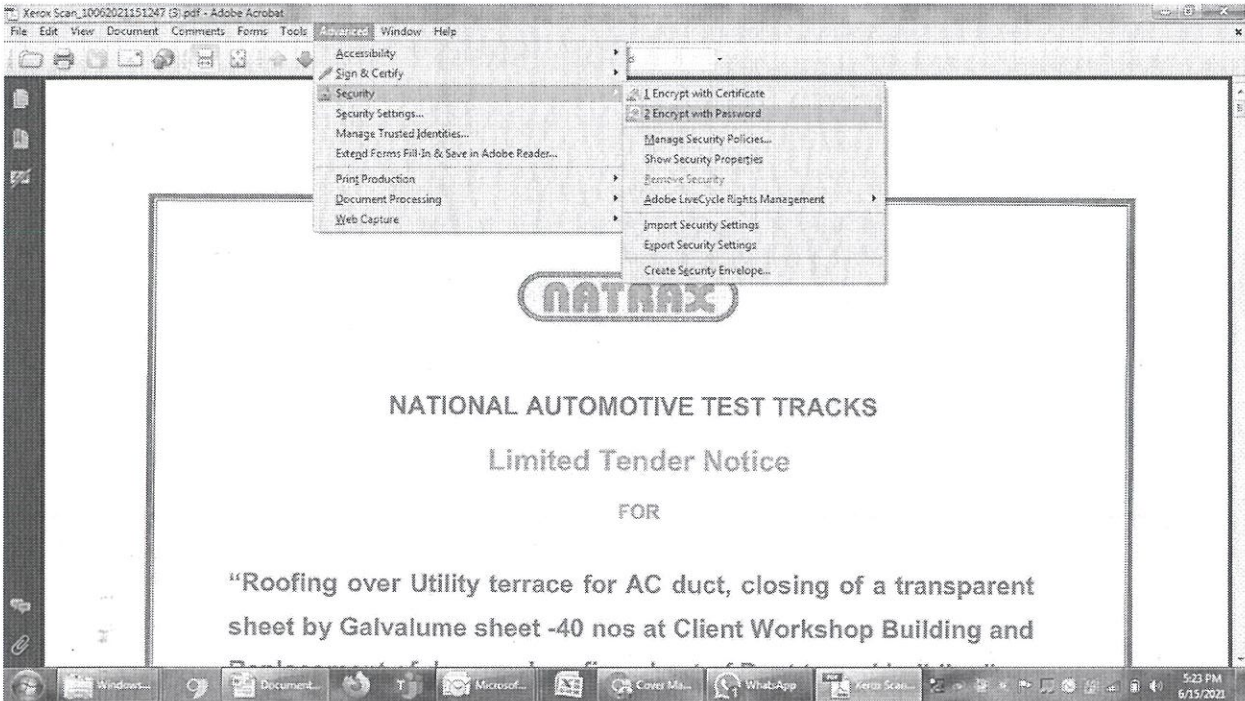 Xerox Scan_10062021151247 (3).pdf - Adobe Acrobat
File Edit View Document Comments Forms Tools Advanced Window Help
Accessibility
Sign & Certify
Security
Security Settings...
Manage Trusted Identities...
Extend Forms Fill-In & Save in Adobe Reader...
Print Production
Document Processing
Web Capture
1 Encrypt with Certificate
2 Encrypt with Password
Manage Security Policies...
Show Security Properties
Remove Security
Adobe LiveCycle Rights Management
Import Security Settings
Export Security Settings
Create Security Envelope...
NATRAX
NATIONAL AUTOMOTIVE TEST TRACKS
Limited Tender Notice
FOR
“Roofing over Utility terrace for AC duct, closing of a transparent
sheet by Galvalume sheet -40 nos at Client Workshop Building and
Windows... Document... Microsof... Cover Ma... WhatsApp Xerox Scan... 5:23 PM
6/15/2021